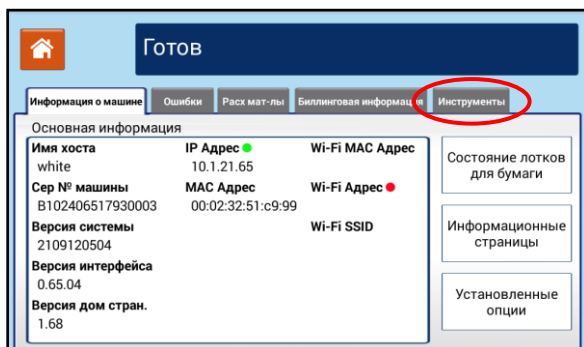 Готов
Информация о машине Ошибки Расх мат-лы Биллинговая информация Инструменты
Основная информация
Имя хоста IP Адрес Wi-Fi MAC Адрес
white 10.1.21.65
Сер № машины MAC Адрес Wi-Fi Адрес
B102406517930003 00:02:32:51:c9:99
Версия системы Wi-Fi SSID
2109120504
Версия интерфейса
0.65.04
Версия дом стран.
1.68
Состояние лотков
для бумаги
Информационные
страницы
Установленные
опции